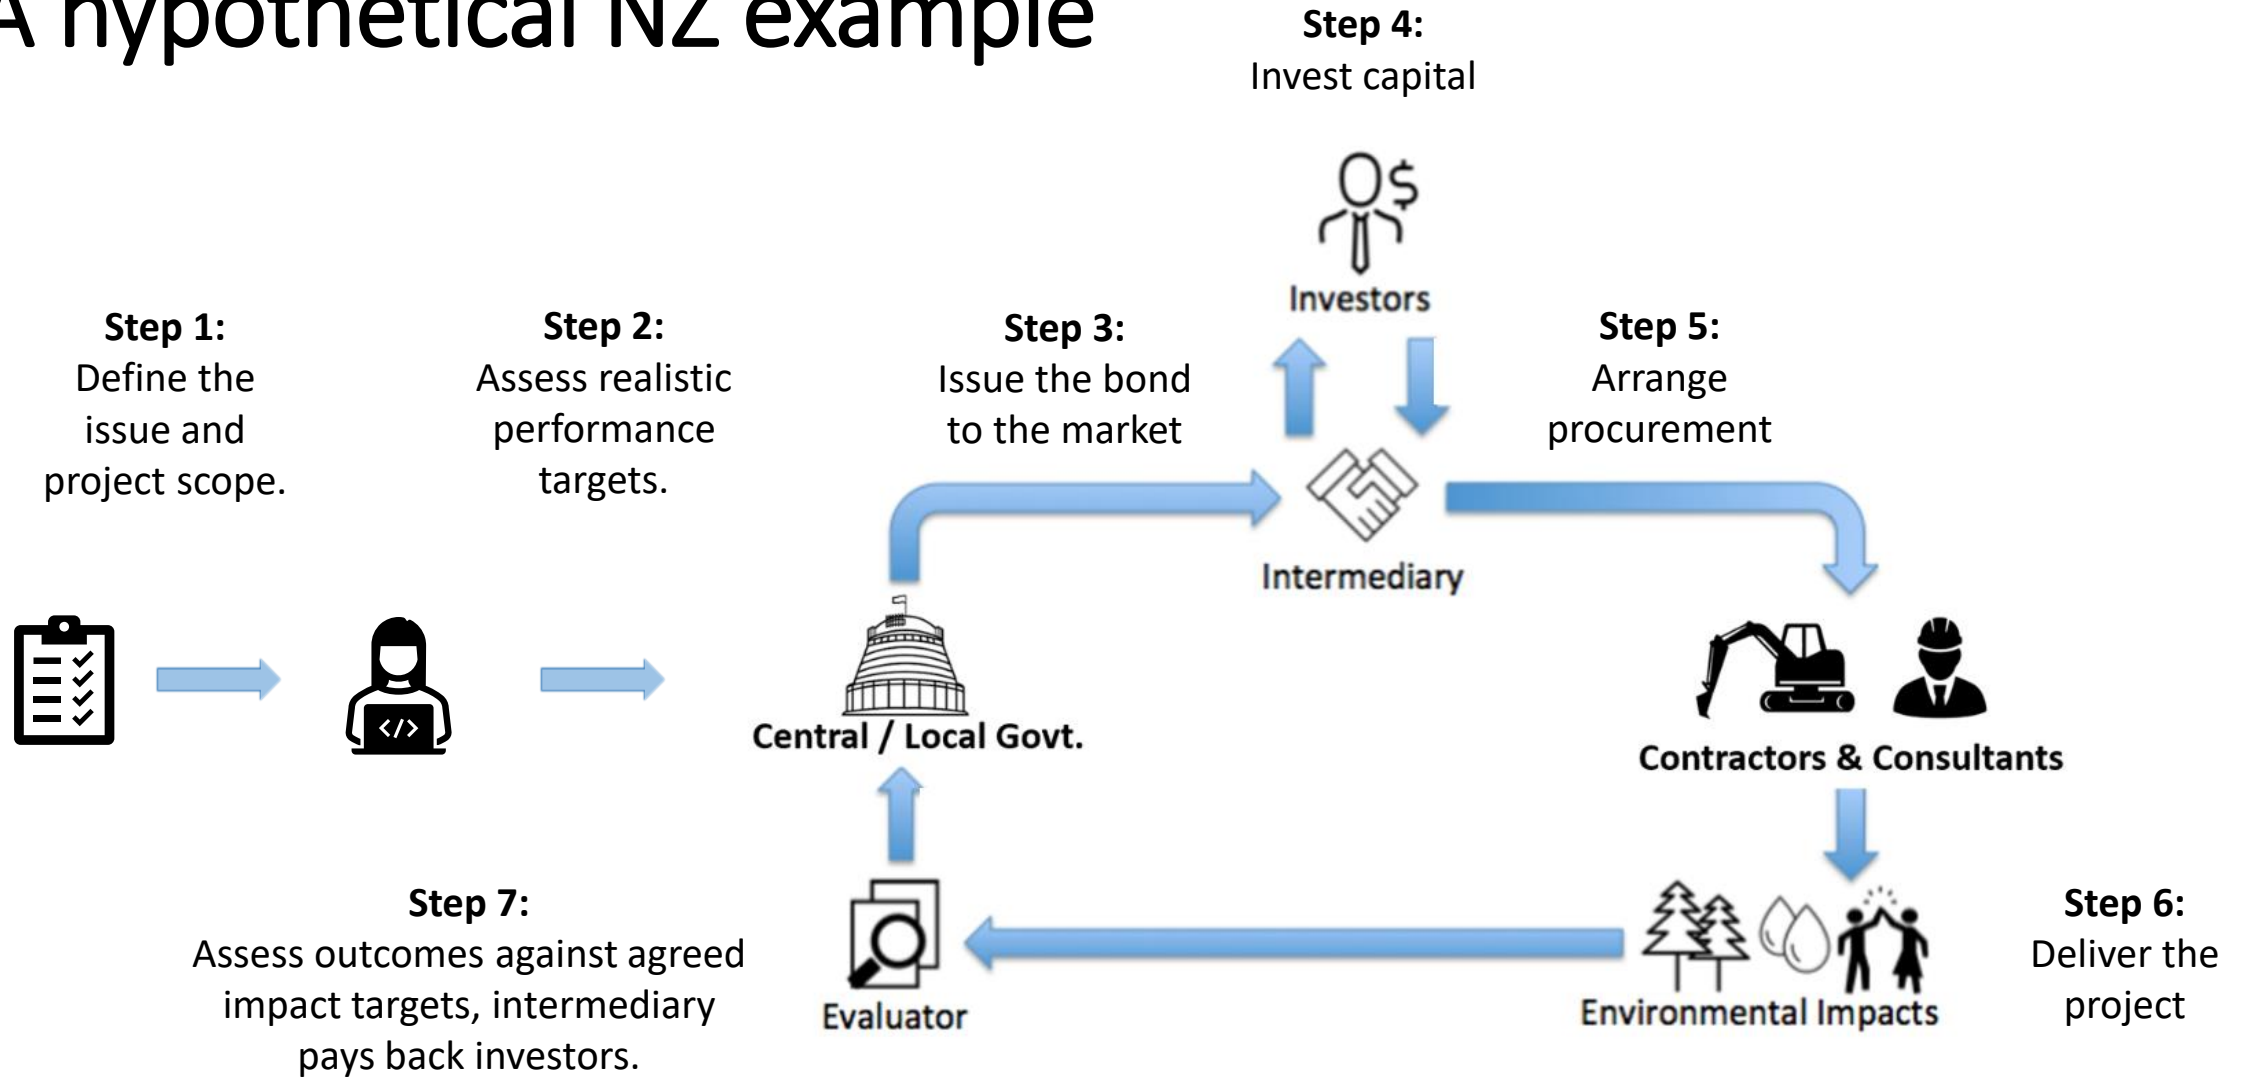 A hypothetical NZ example
Step 4:
Invest capital
$
Investors
Step 1:
Define the
issue and
project scope.
Step 2:
Assess realistic
performance
targets.
Step 3:
Issue the bond
to the market
Step 5:
Arrange
procurement
Intermediary
</>
Central / Local Govt.
Contractors & Consultants
Step 7:
Assess outcomes against agreed
impact targets, intermediary
pays back investors.
Evaluator
Environmental Impacts
Step 6:
Deliver the
project